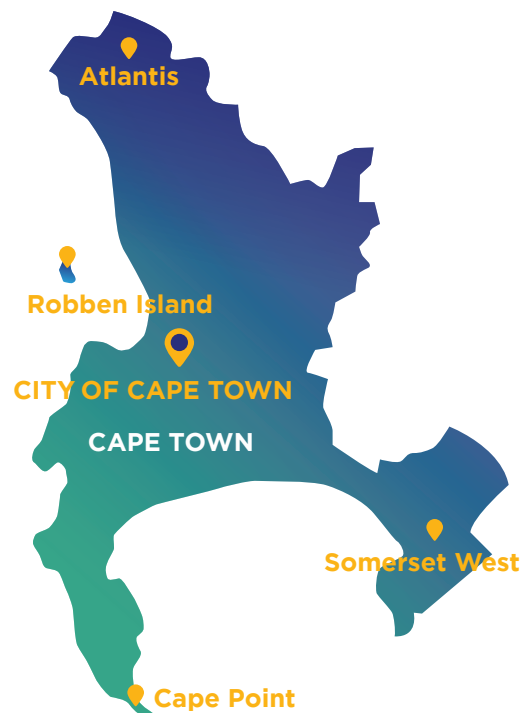 Atlantis
Robben Island
CITY OF CAPE TOWN
CAPE TOWN
Somerset West
Cape Point